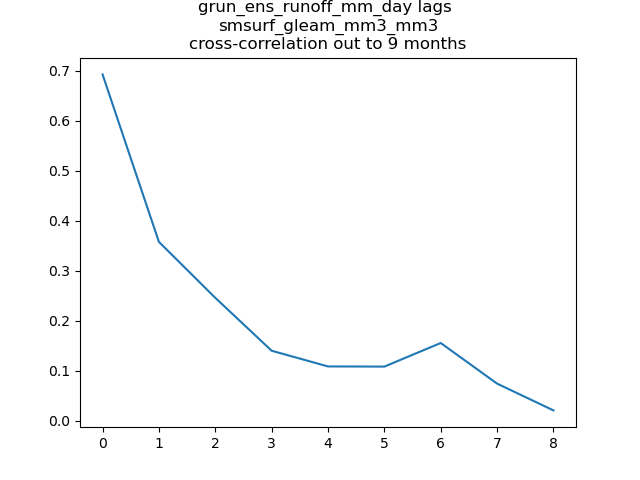 grun_ens_runoff_mm_day lags
smsurf_gleam_mm3_mm3
cross-correlation out to 9 months
0.7
0.6
0.5
0.4
0.3
0.2
0.1
0.0
0 1 2 3 4 5 6 7 8